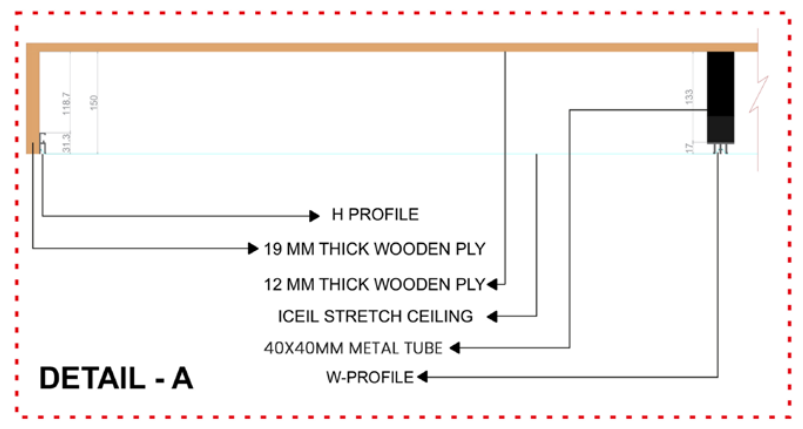 118.7
150
31.3
133
17
H PROFILE
19 MM THICK WOODEN PLY
12 MM THICK WOODEN PLY
ICEIL STRETCH CEILING
40X40MM METAL TUBE
W-PROFILE
DETAIL - A